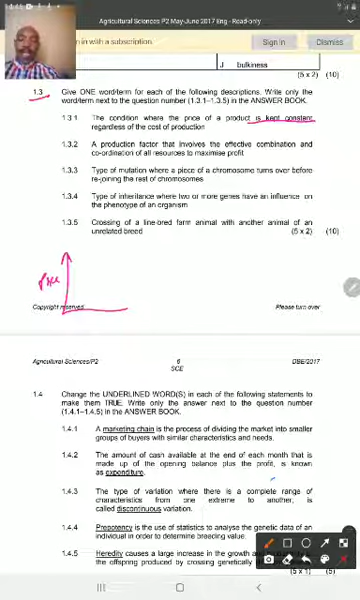 Agricultural Sciences P2 May-June 2017 Eng - Read-only
in with a subscription.
Sign in
Dismiss
J bulkiness
(5 x 2) (10)
1.3 Give ONE word/term for each of the following descriptions. Write only the
word/term next to the question number (1.3.1–1.3.5) in the ANSWER BOOK.
1.3.1 The condition where the price of a product is kept constant
regardless of the cost of production
1.3.2 A production factor that involves the effective combination and
co-ordination of all resources to maximise profit
1.3.3 Type of mutation where a piece of a chromosome turns over before
re-joining the rest of chromosomes
1.3.4 Type of inheritance where two or more genes have an influence on
the phenotype of an organism
1.3.5 Crossing of a line-bred farm animal with another animal of an
unrelated breed (5 x 2) (10)
Copyright reserved Please turn over
Agricultural Sciences/P2 6 DBE/2017
SCE
1.4 Change the UNDERLINED WORD(S) in each of the following statements to
make them TRUE. Write only the answer next to the question number
(1.4.1–1.4.5) in the ANSWER BOOK.
1.4.1 A marketing chain is the process of dividing the market into smaller
groups of buyers with similar characteristics and needs.
1.4.2 The amount of cash available at the end of each month that is
made up of the opening balance plus the profit, is known
as expenditure.
1.4.3 The type of variation where there is a complete range of
characteristics from one extreme to another, is
called discontinuous variation.
1.4.4 Prepotency is the use of statistics to analyse the genetic data of an
individual in order to determine breeding value.
1.4.5 Heredity causes a large increase in the growth and
the offspring produced by crossing genetically
(5 x 1) (5)